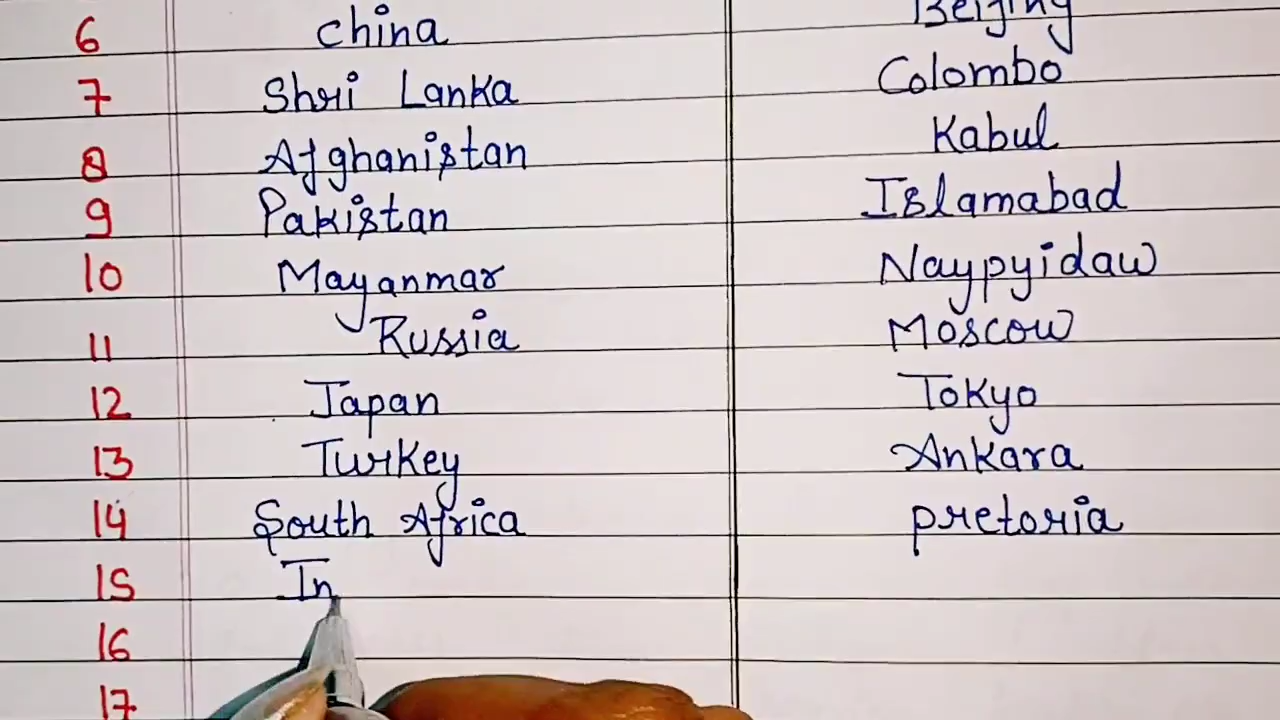 6 China Beijing
7 Shri Lanka Colombo
8 Afghanistan Kabul
9 Pakistan Islamabad
10 Mayanmar Naypyidaw
11 Russia Moscow
12 Japan Tokyo
13 Turkey Ankara
14 South Africa pretoria
15 In
16
17